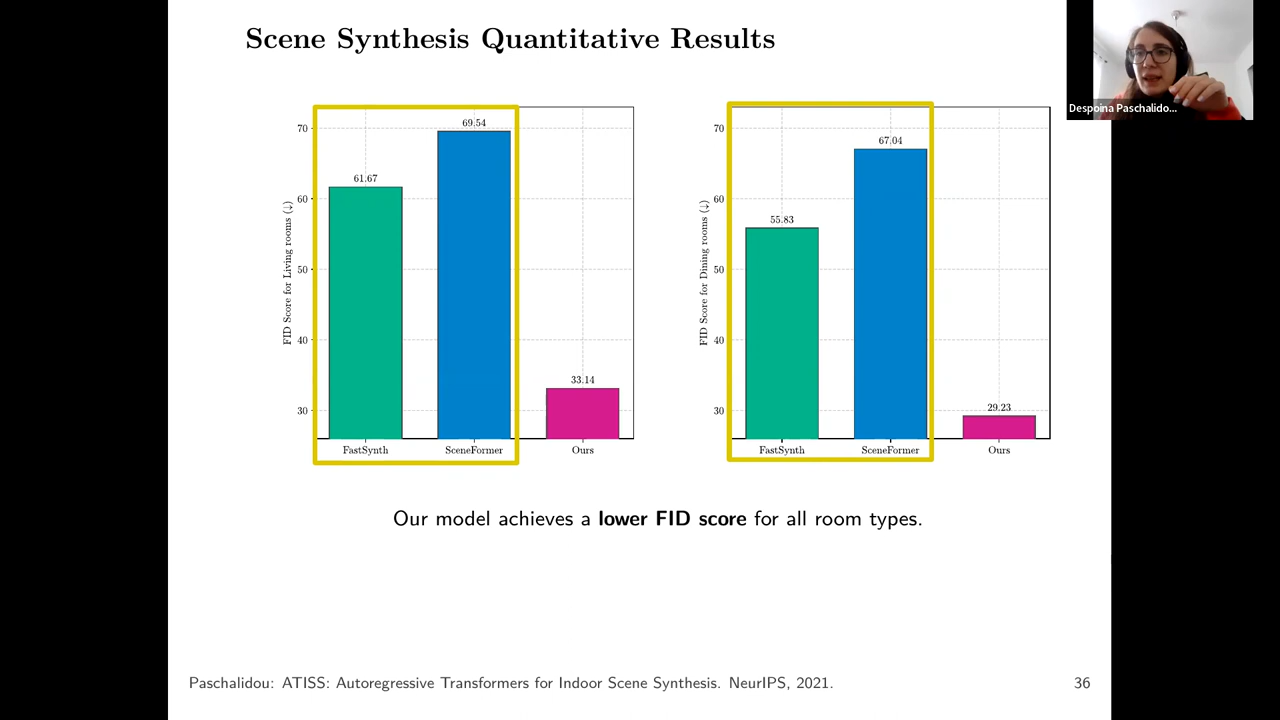 Scene Synthesis Quantitative Results
Despoina Paschalido...
FID Score for Living rooms (↓)
70
60
50
40
30
61.67
69.54
33.14
FastSynth
SceneFormer
Ours
FID Score for Dining rooms (↓)
70
60
50
40
30
55.83
67.04
29.23
FastSynth
SceneFormer
Ours
Our model achieves a lower FID score for all room types.
Paschalidou: ATISS: Autoregressive Transformers for Indoor Scene Synthesis. NeurIPS, 2021.
36